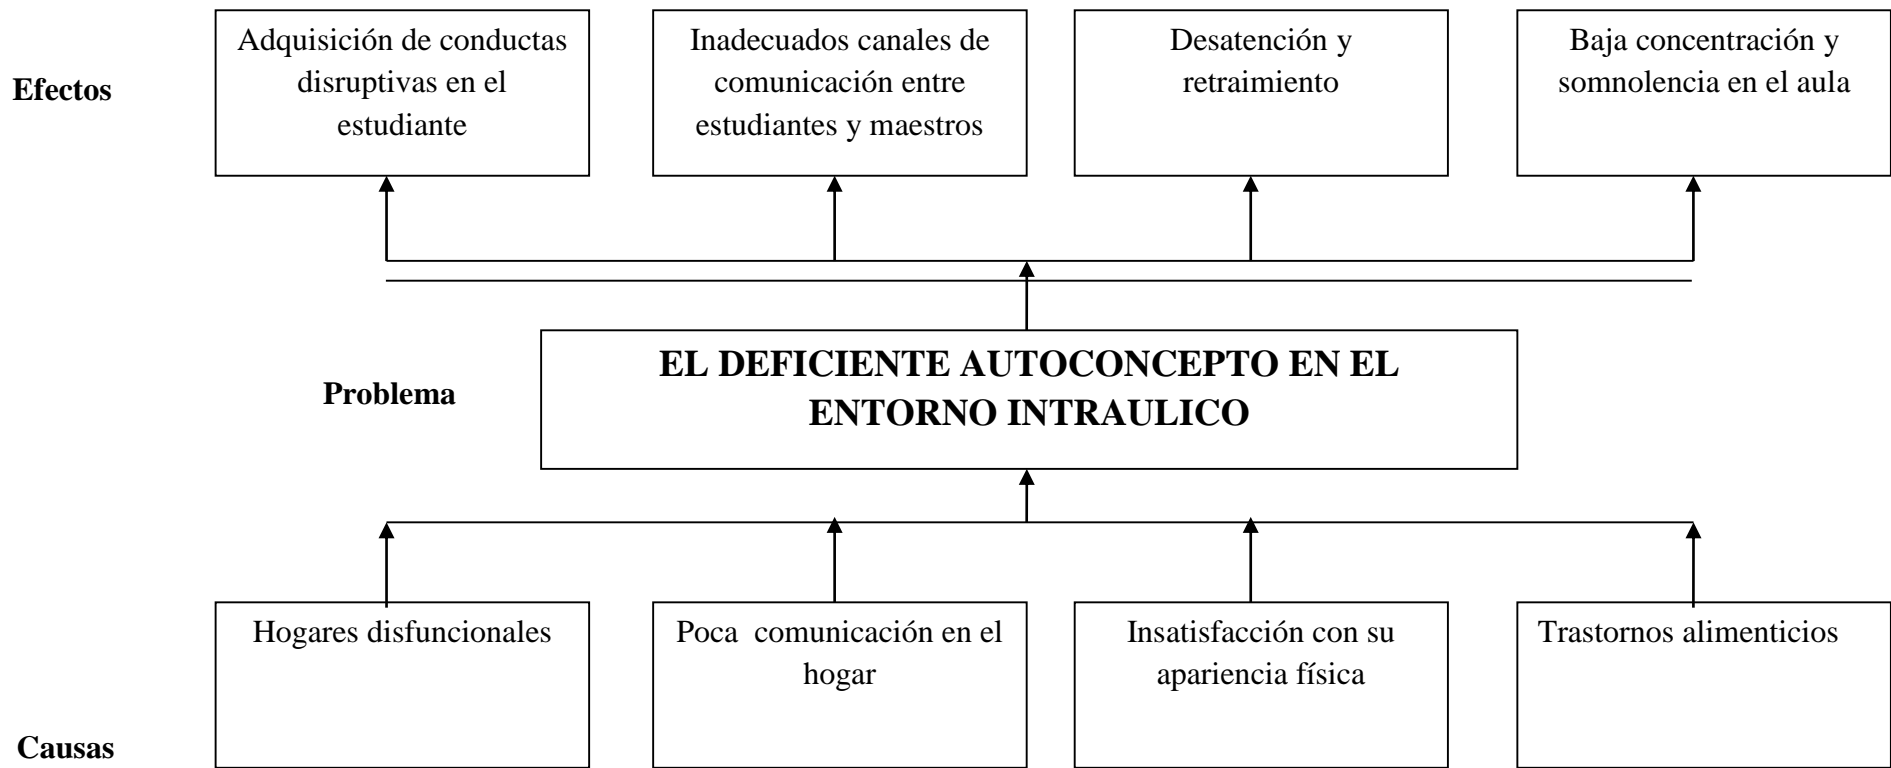 Efectos
Adquisición de conductas
disruptivas en el
estudiante
Inadecuados canales de
comunicación entre
estudiantes y maestros
Desatención y
retraimiento
Baja concentración y
somnolencia en el aula
Problema
EL DEFICIENTE AUTOCONCEPTO EN EL
ENTORNO INTRAULICO
Hogares disfuncionales
Poca  comunicación en el
hogar
Insatisfacción con su
apariencia física
Trastornos alimenticios
Causas